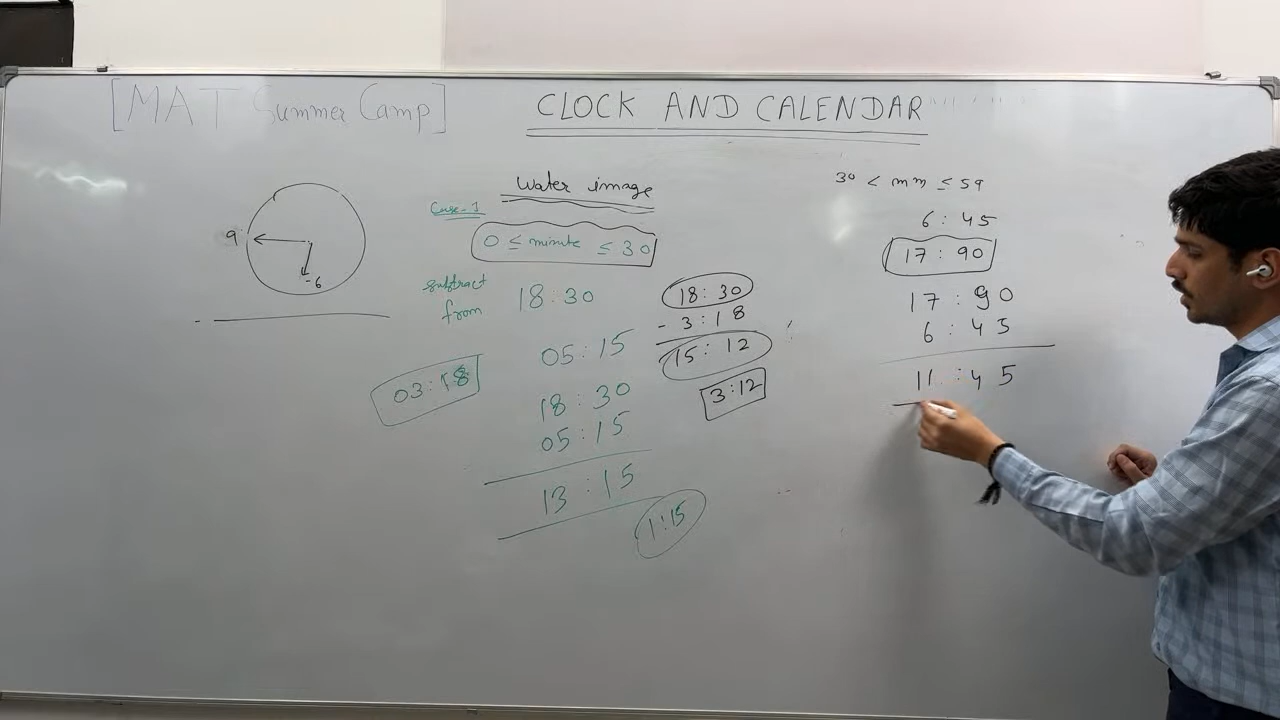 [MAT Summer Camp]
CLOCK AND CALENDAR
9
6
Water image
Case-1
0 ≤ minute ≤ 30
subtract from
18:30
05:15
18:30
05:15
13:15
1:15
03:18
18:30
- 3:18
15:12
3:12
30 < mm ≤ 59
6:45
17:90
17:90
6:45
11:45